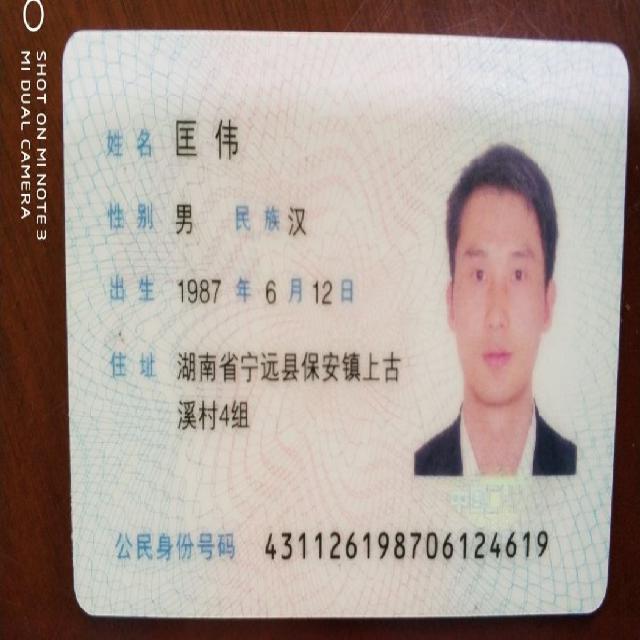 姓名 匡伟
性别 男 民族 汉
出生 1987 年 6 月 12 日
住址 湖南省宁远县保安镇上古
溪村4组
公民身份号码 431126198706124619
SHOT ON MI NOTE 3
MI DUAL CAMERA